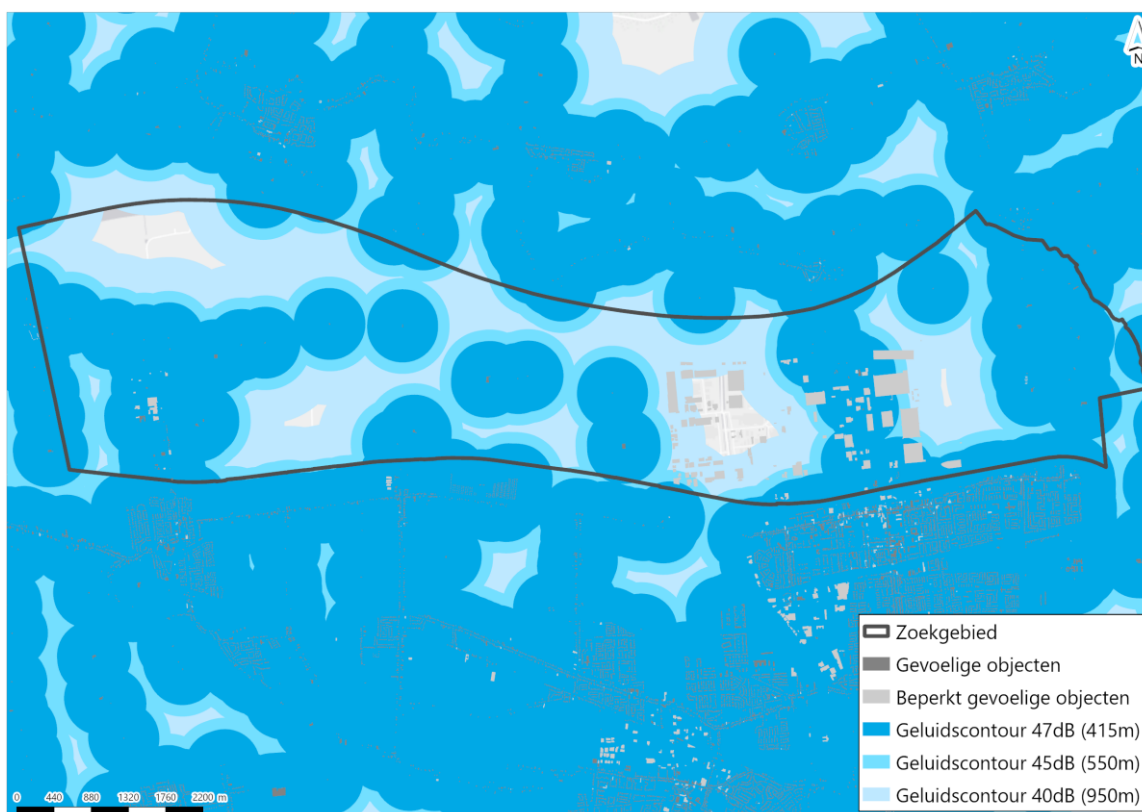 N
Zoekgebied
Gevoelige objecten
Beperkt gevoelige objecten
Geluidscontour 47dB (415m)
Geluidscontour 45dB (550m)
Geluidscontour 40dB (950m)
0 440 880 1320 1760 2200 m